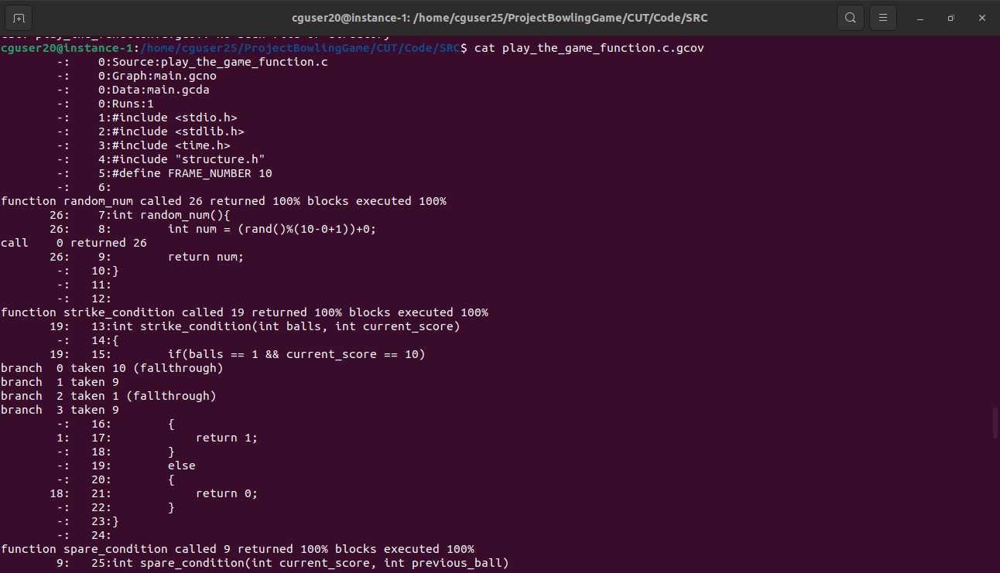 cguser20@instance-1: /home/cguser25/ProjectBowlingGame/CUT/Code/SRC
cguser20@instance-1:/home/cguser25/ProjectBowlingGame/CUT/Code/SRC$ cat play_the_game_function.c.gcov
        -:    0:Source:play_the_game_function.c
        -:    0:Graph:main.gcno
        -:    0:Data:main.gcda
        -:    0:Runs:1
        -:    1:#include <stdio.h>
        -:    2:#include <stdlib.h>
        -:    3:#include <time.h>
        -:    4:#include "structure.h"
        -:    5:#define FRAME_NUMBER 10
        -:    6:
function random_num called 26 returned 100% blocks executed 100%
       26:    7:int random_num(){
       26:    8:        int num = (rand()%(10-0+1))+0;
call    0 returned 26
       26:    9:        return num;
        -:   10:}
        -:   11:
        -:   12:
function strike_condition called 19 returned 100% blocks executed 100%
       19:   13:int strike_condition(int balls, int current_score)
        -:   14:{
       19:   15:        if(balls == 1 && current_score == 10)
branch  0 taken 10 (fallthrough)
branch  1 taken 9
branch  2 taken 1 (fallthrough)
branch  3 taken 9
        -:   16:        {
        1:   17:            return 1;
        -:   18:        }
        -:   19:        else
        -:   20:        {
       18:   21:            return 0;
        -:   22:        }
        -:   23:}
        -:   24:
function spare_condition called 9 returned 100% blocks executed 100%
        9:   25:int spare_condition(int current_score, int previous_ball)